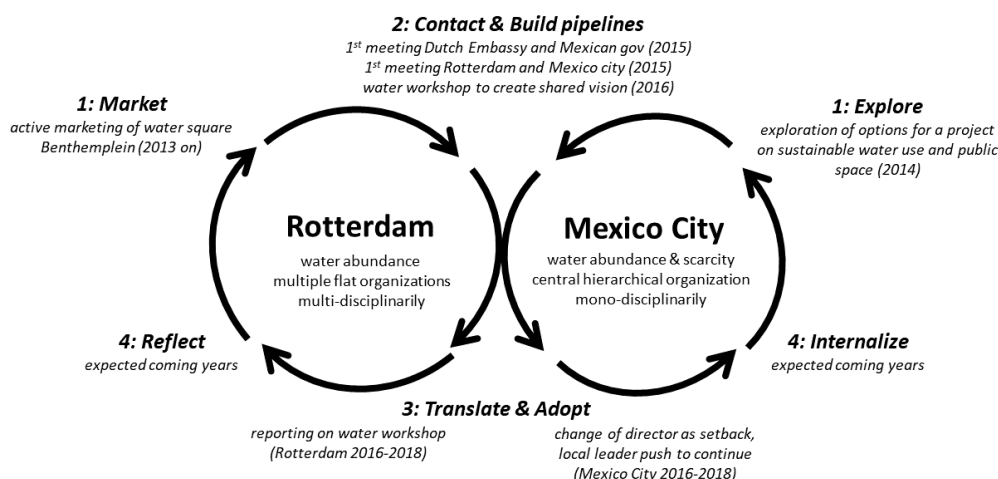 2: Contact & Build pipelines
1st meeting Dutch Embassy and Mexican gov (2015)
1st meeting Rotterdam and Mexico city (2015)
water workshop to create shared vision (2016)
1: Market
active marketing of water square
Benthemplein (2013 on)
1: Explore
exploration of options for a project
on sustainable water use and public
space (2014)
Rotterdam
water abundance
multiple flat organizations
multi-disciplinarily
Mexico City
water abundance & scarcity
central hierarchical organization
mono-disciplinarily
4: Reflect
expected coming years
4: Internalize
expected coming years
3: Translate & Adopt
reporting on water workshop
(Rotterdam 2016-2018)
change of director as setback,
local leader push to continue
(Mexico City 2016-2018)